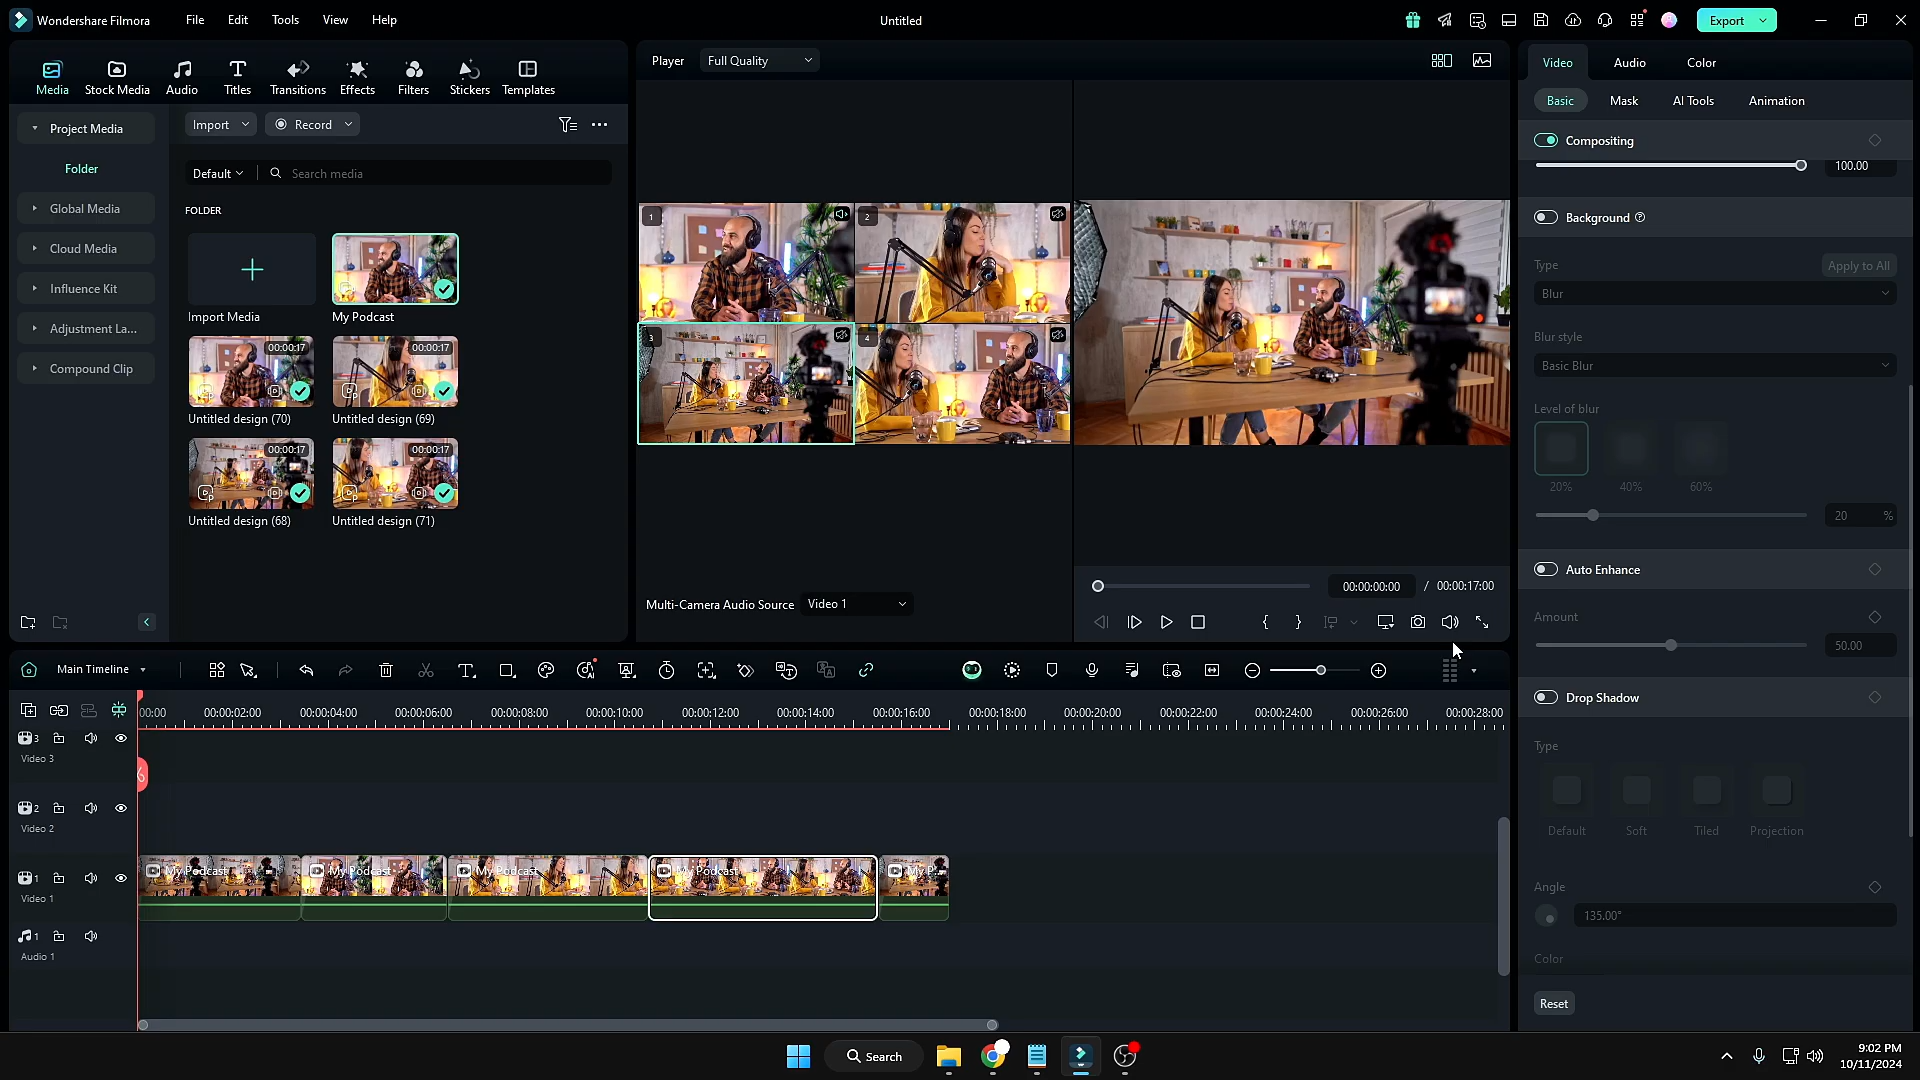 Wondershare Filmora
File
Edit
Tools
View
Help
Untitled
Export
Media
Stock Media
Audio
Titles
Transitions
Effects
Filters
Stickers
Templates
Project Media
Folder
Global Media
Cloud Media
Influence Kit
Adjustment La...
Compound Clip
Import
Record
Default
Search media
FOLDER
Import Media
My Podcast
00:00:17
00:00:17
Untitled design (70)
Untitled design (69)
00:00:17
00:00:17
Untitled design (68)
Untitled design (71)
Player
Full Quality
1
2
3
4
Multi-Camera Audio Source
Video 1
00:00:00:00
/ 00:00:17:00
Video
Audio
Color
Basic
Mask
AI Tools
Animation
Compositing
100.00
Background
Type
Apply to All
Blur
Blur style
Basic Blur
Level of blur
20%
40%
60%
20
%
Auto Enhance
Amount
50.00
Drop Shadow
Type
Default
Soft
Tiled
Projection
Angle
135.00°
Color
Reset
Main Timeline
00:00
00:00:02:00
00:00:04:00
00:00:06:00
00:00:08:00
00:00:10:00
00:00:12:00
00:00:14:00
00:00:16:00
00:00:18:00
00:00:20:00
00:00:22:00
00:00:24:00
00:00:26:00
00:00:28:00
3
Video 3
2
Video 2
1
Video 1
My Podcast
My Podcast
My Podcast
My Podcast
My P...
1
Audio 1
Search
9:02 PM
10/11/2024